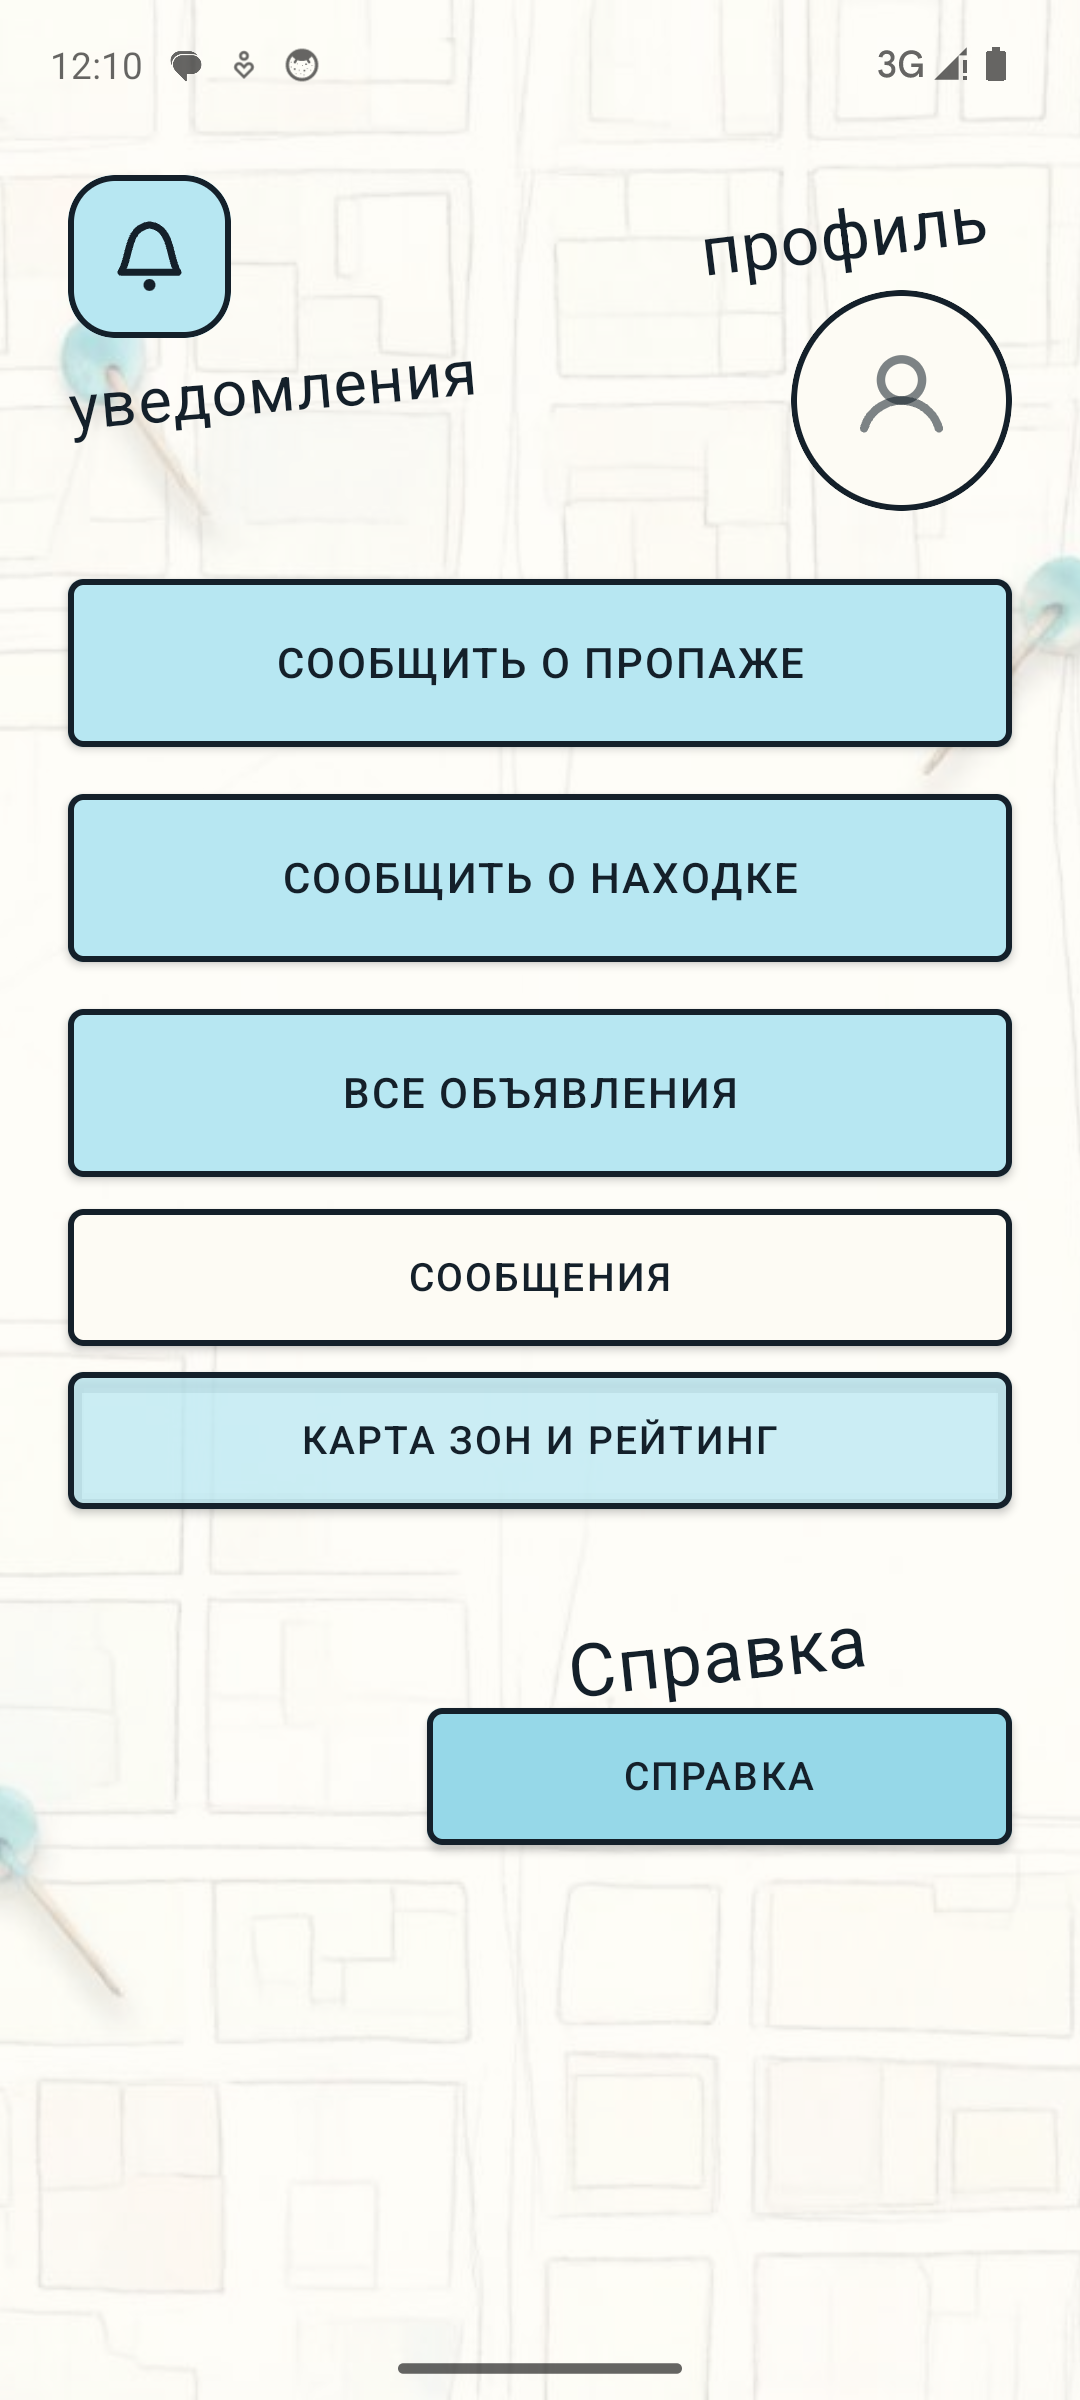 12:10
3G
профиль
уведомления
СООБЩИТЬ О ПРОПАЖЕ
СООБЩИТЬ О НАХОДКЕ
ВСЕ ОБЪЯВЛЕНИЯ
СООБЩЕНИЯ
КАРТА ЗОН И РЕЙТИНГ
Справка
СПРАВКА